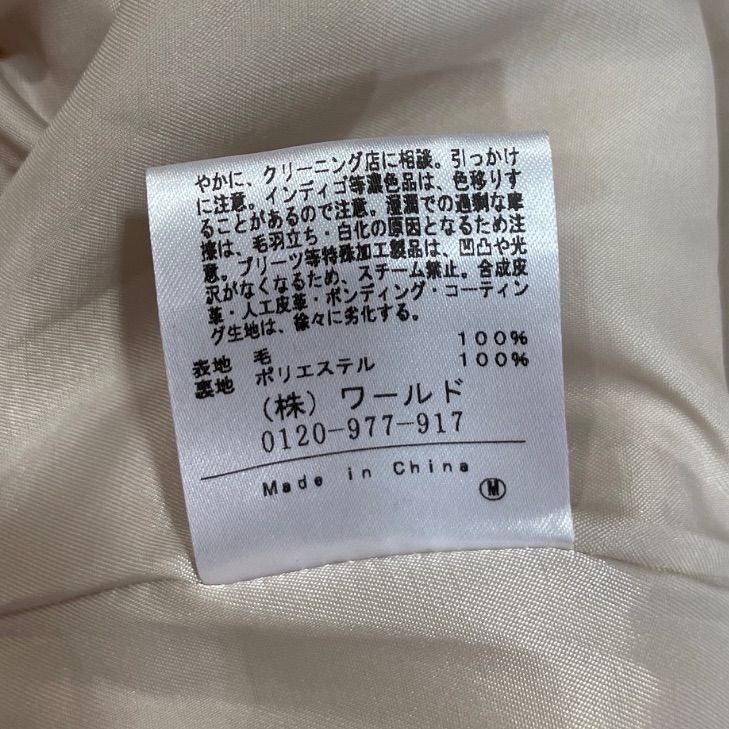 やかに、クリーニング店に相談。引っかけ
に注意。インディゴ等濃色品は、色移りす
ることがあるので注意。湿潤での過剰な摩
擦は、毛羽立ち・白化の原因となるため注
意。プリーツ等特殊加工製品は、凹凸や光
沢がなくなるため、スチーム禁止。合成皮
革・人工皮革・ボンディング・コーティン
グ生地は、徐々に劣化する。
表地 毛 100%
裏地 ポリエステル 100%
(株) ワールド
0120-977-917
Made in China
Ⓜ